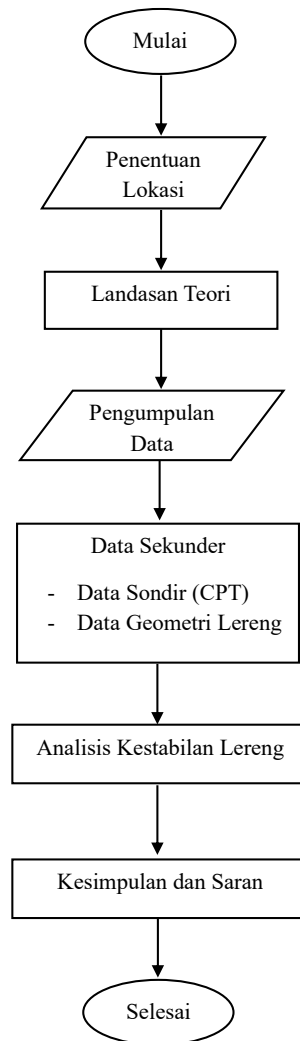 Mulai
Penentuan
Lokasi
Landasan Teori
Pengumpulan
Data
Data Sekunder
- Data Sondir (CPT)
- Data Geometri Lereng
Analisis Kestabilan Lereng
Kesimpulan dan Saran
Selesai